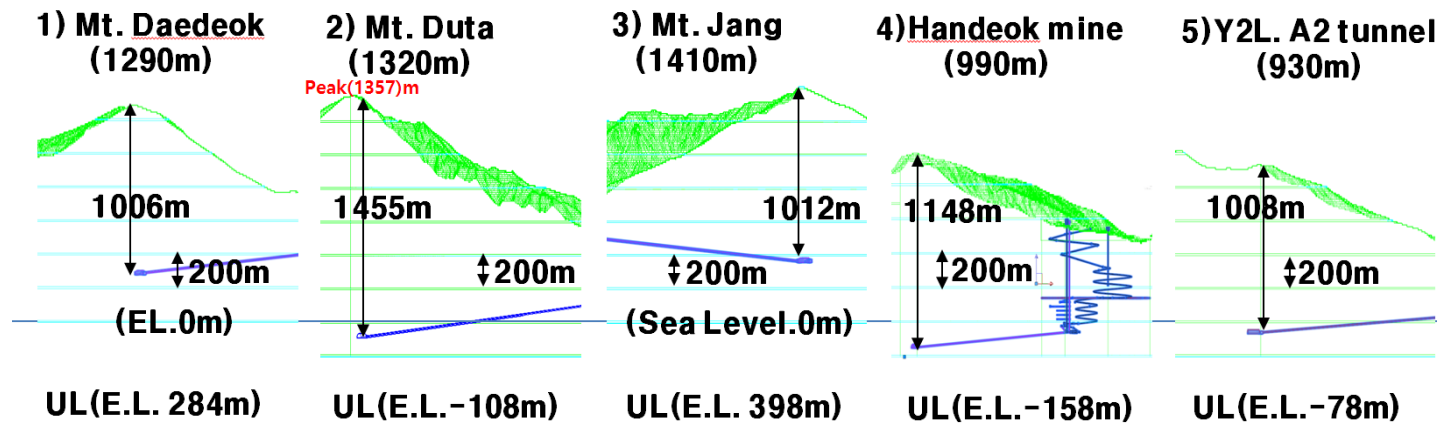 1) Mt. Daedeok
(1290m)
1006m
200m
(EL.0m)
UL(E.L. 284m)
2) Mt. Duta
(1320m)
Peak(1357)m
1455m
200m
UL(E.L.-108m)
3) Mt. Jang
(1410m)
1012m
200m
(Sea Level.0m)
UL(E.L. 398m)
4)Handeok mine
(990m)
1148m
200m
UL(E.L.-158m)
5)Y2L. A2 tunnel
(930m)
1008m
200m
UL(E.L.-78m)